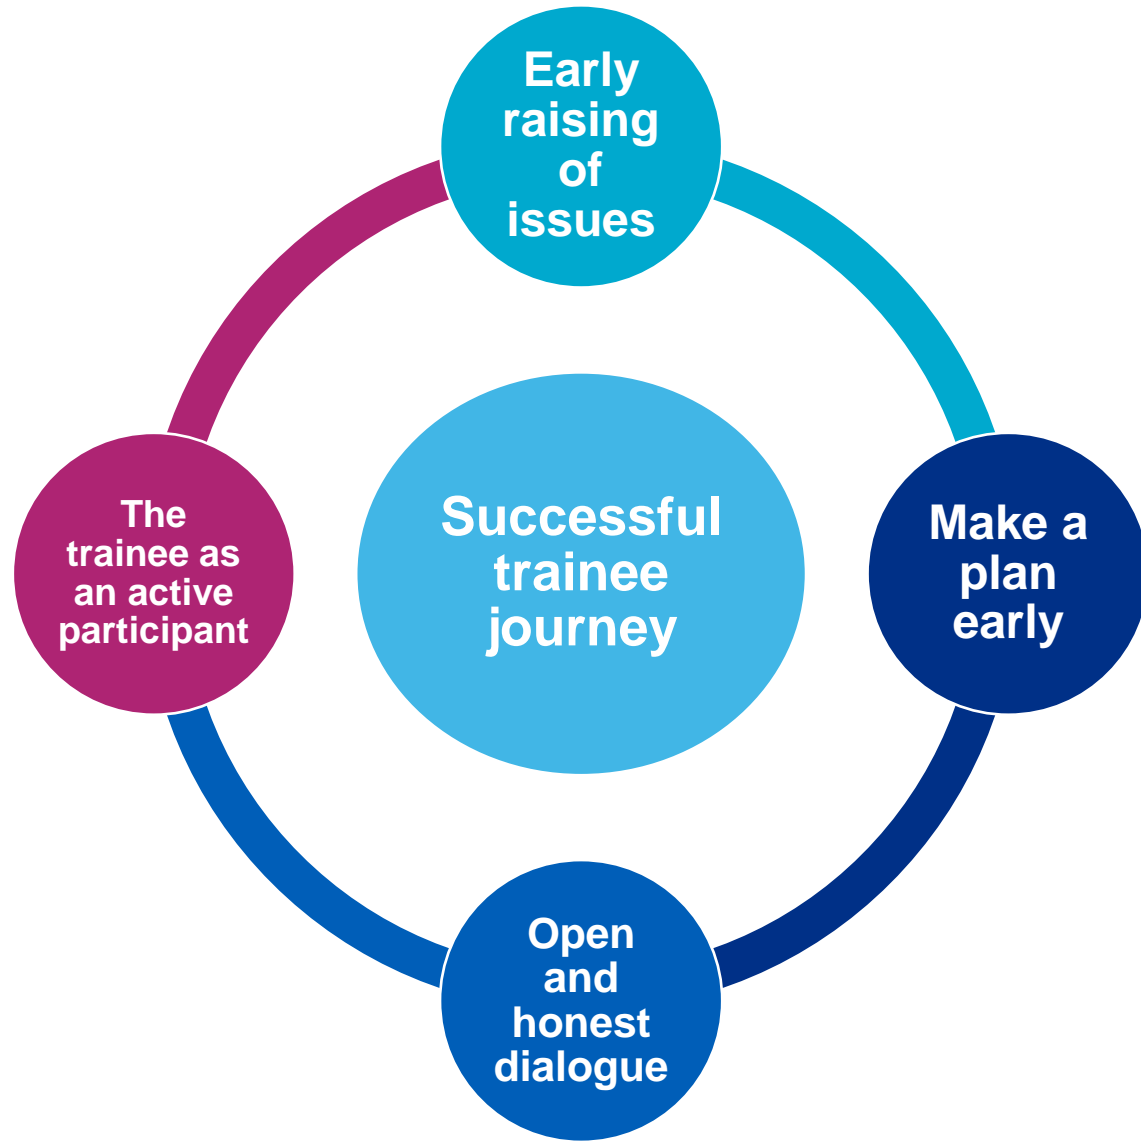 Early
raising
of
issues
Make a
plan
early
Open
and
honest
dialogue
The
trainee as
an active
participant
Successful
trainee
journey